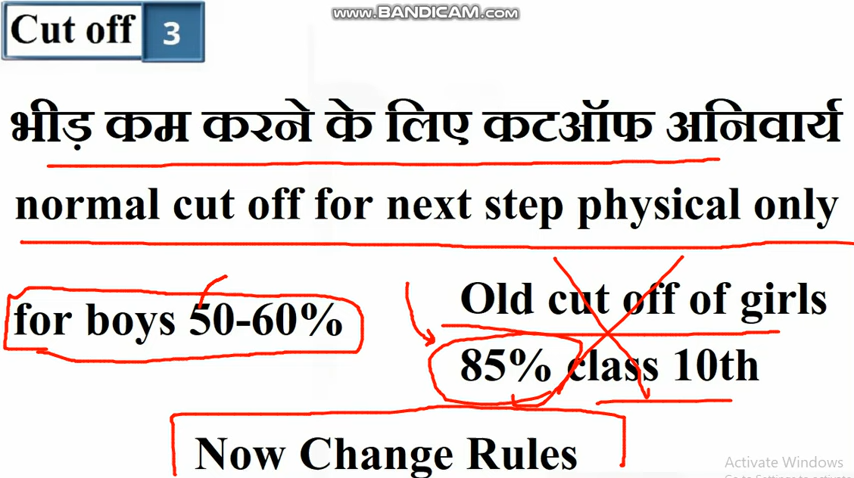 www.BANDICAM.com
Cut off 3
भीड़ कम करने के लिए कटऑफ अनिवार्य
normal cut off for next step physical only
Old cut off of girls
for boys 50-60%
85% class 10th
Now Change Rules
Activate Windows